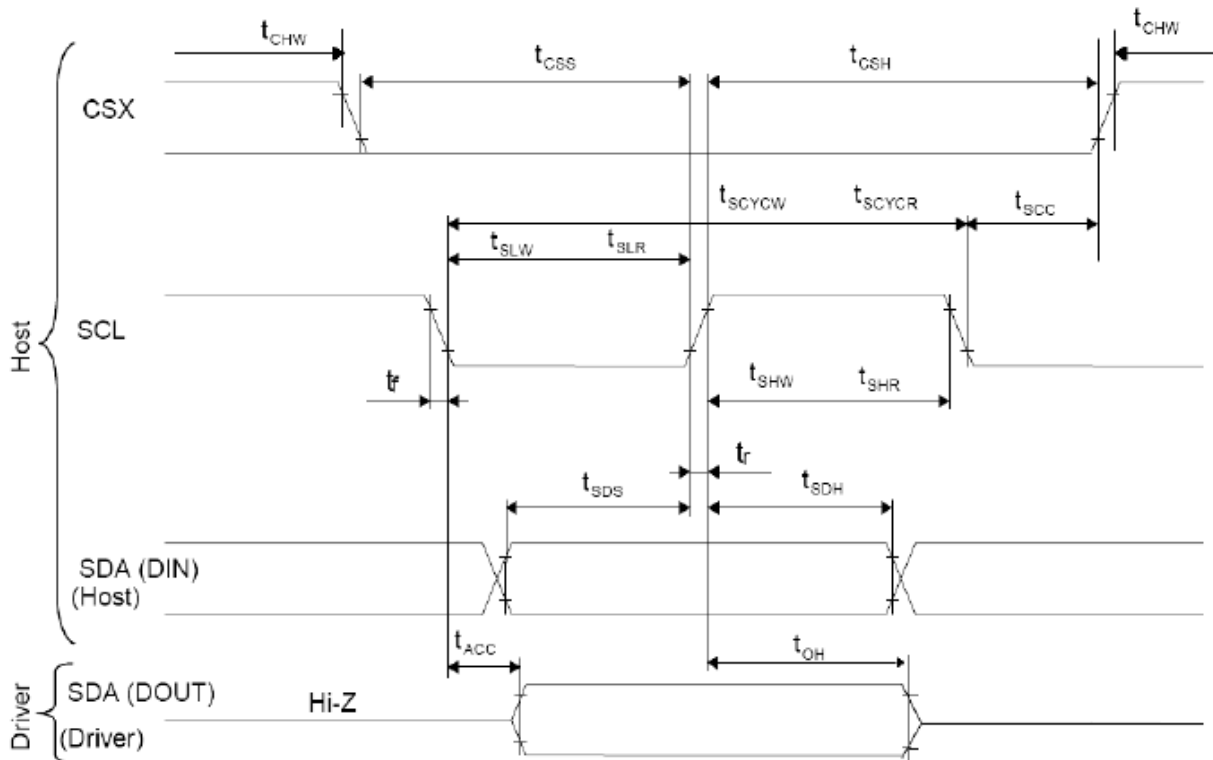 tCHW tCHW
tCSS tCSH
CSX
tSCYCW tSCYCR tSCC
tSLW tSLR
Host
SCL
tSHW tSHR
tf
tr
tSDS tSDH
SDA (DIN)
(Host)
tACC tOH
Driver
SDA (DOUT) Hi-Z
(Driver)